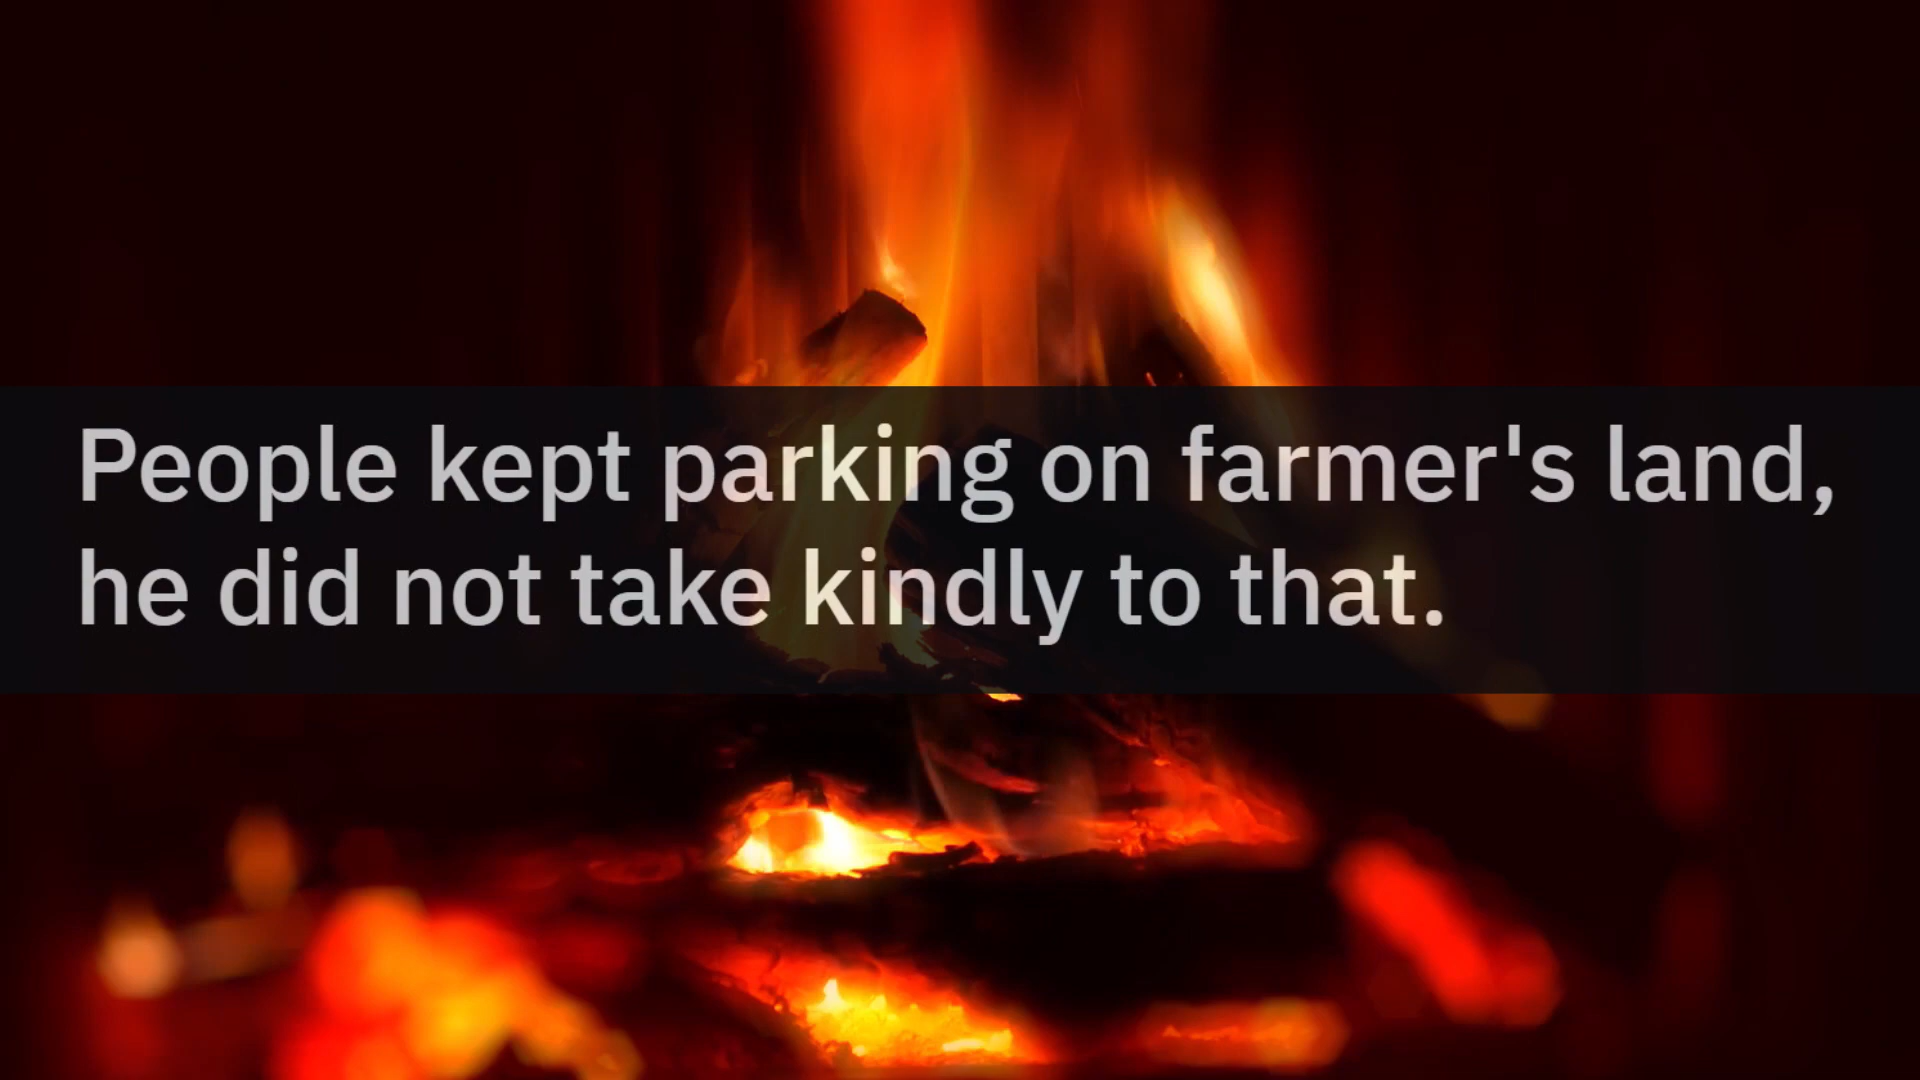 People kept parking on farmer's land,
he did not take kindly to that.